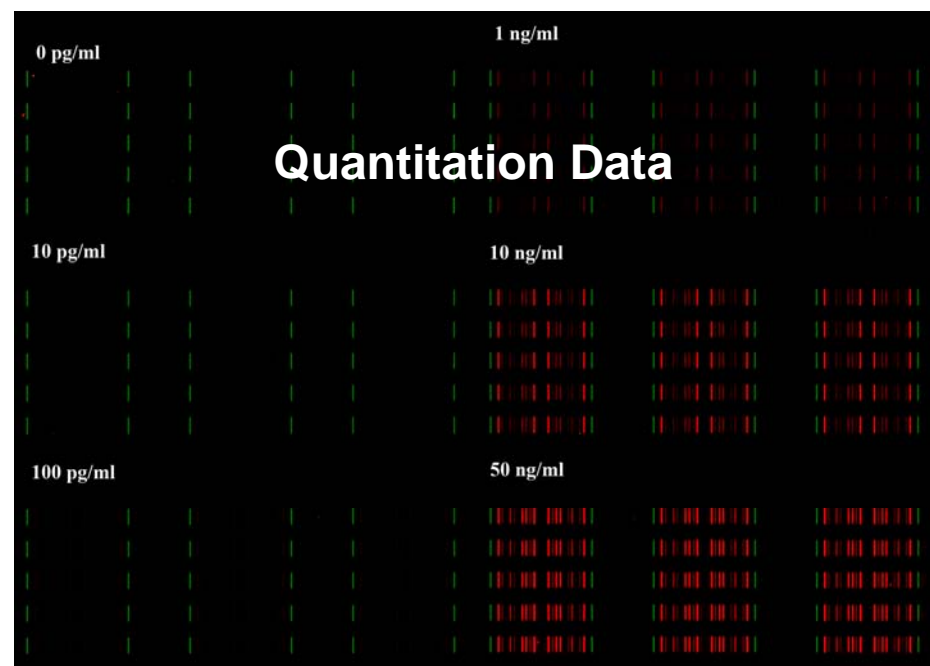 0 pg/ml
1 ng/ml
Quantitation Data
10 pg/ml
10 ng/ml
100 pg/ml
50 ng/ml